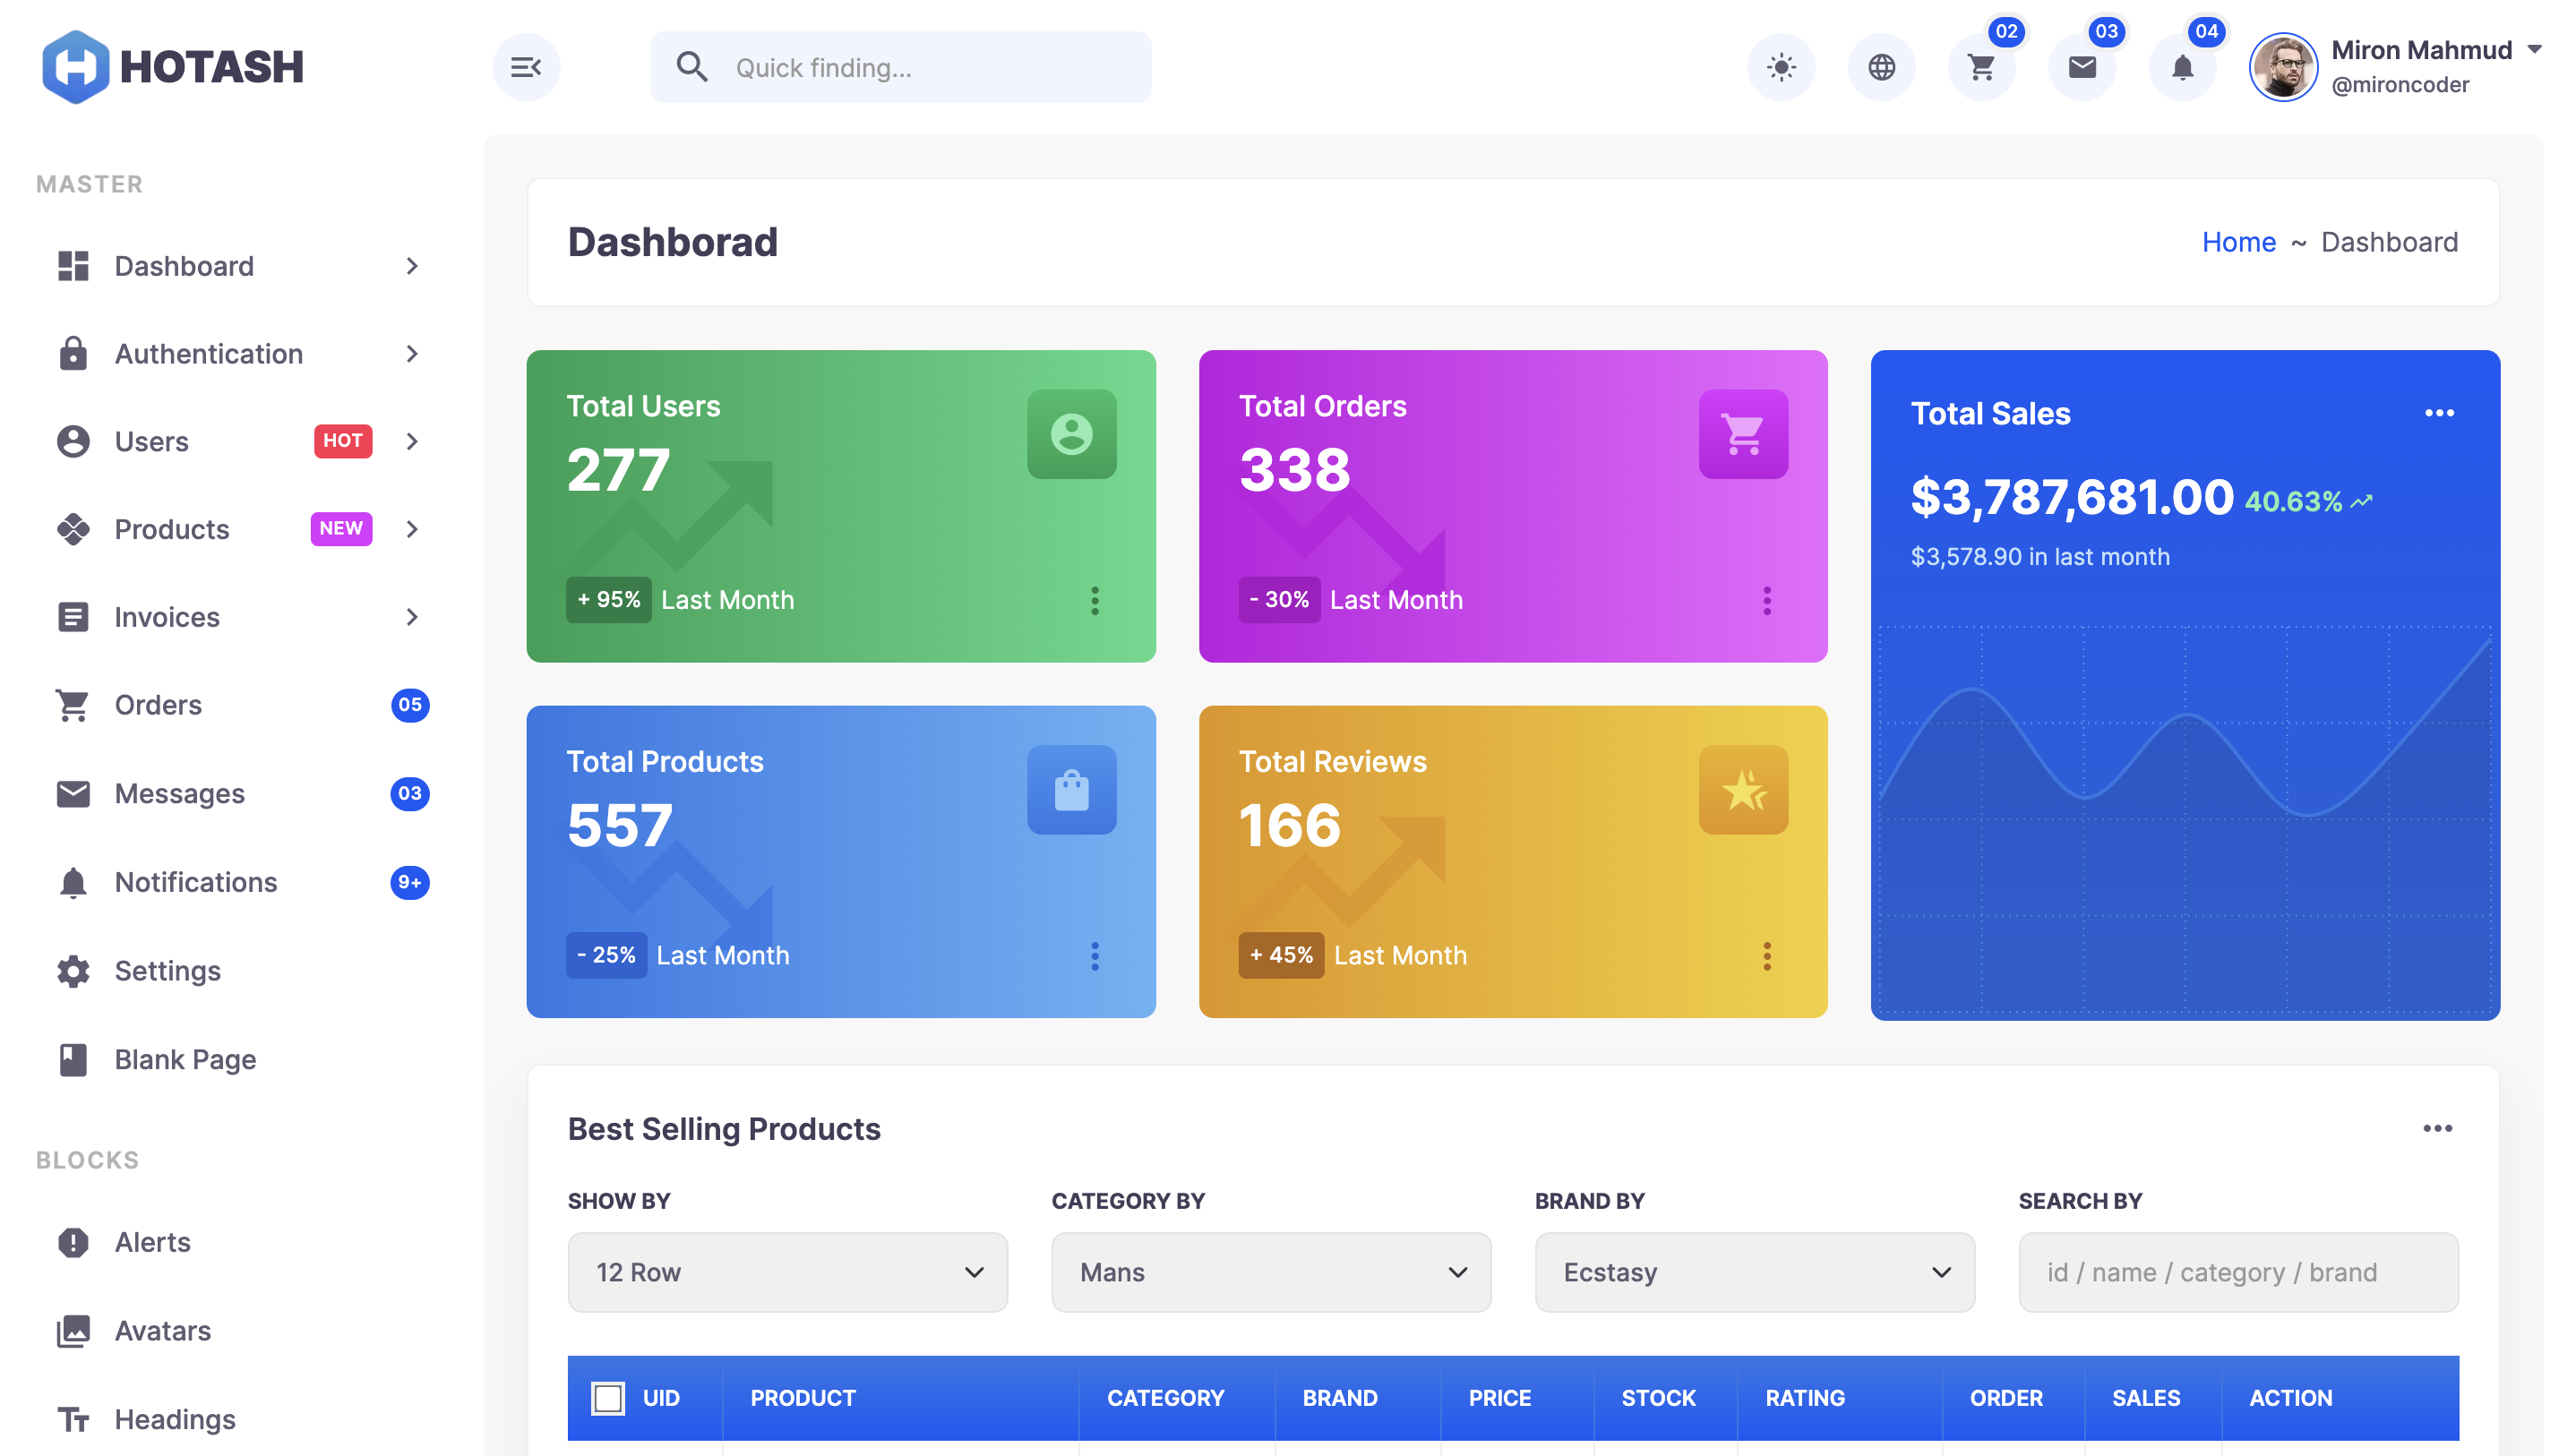 HOTASH
Quick finding...
02
03
04
Miron Mahmud
@mironcoder
MASTER
Dashboard
Authentication
Users HOT
Products NEW
Invoices
Orders 05
Messages 03
Notifications 9+
Settings
Blank Page
BLOCKS
Alerts
Avatars
Headings
Dashborad
Home ~ Dashboard
Total Users
277
+ 95% Last Month
Total Orders
338
- 30% Last Month
Total Products
557
- 25% Last Month
Total Reviews
166
+ 45% Last Month
Total Sales
$3,787,681.00 40.63%
$3,578.90 in last month
Best Selling Products
SHOW BY
12 Row
CATEGORY BY
Mans
BRAND BY
Ecstasy
SEARCH BY
id / name / category / brand
UID PRODUCT CATEGORY BRAND PRICE STOCK RATING ORDER SALES ACTION